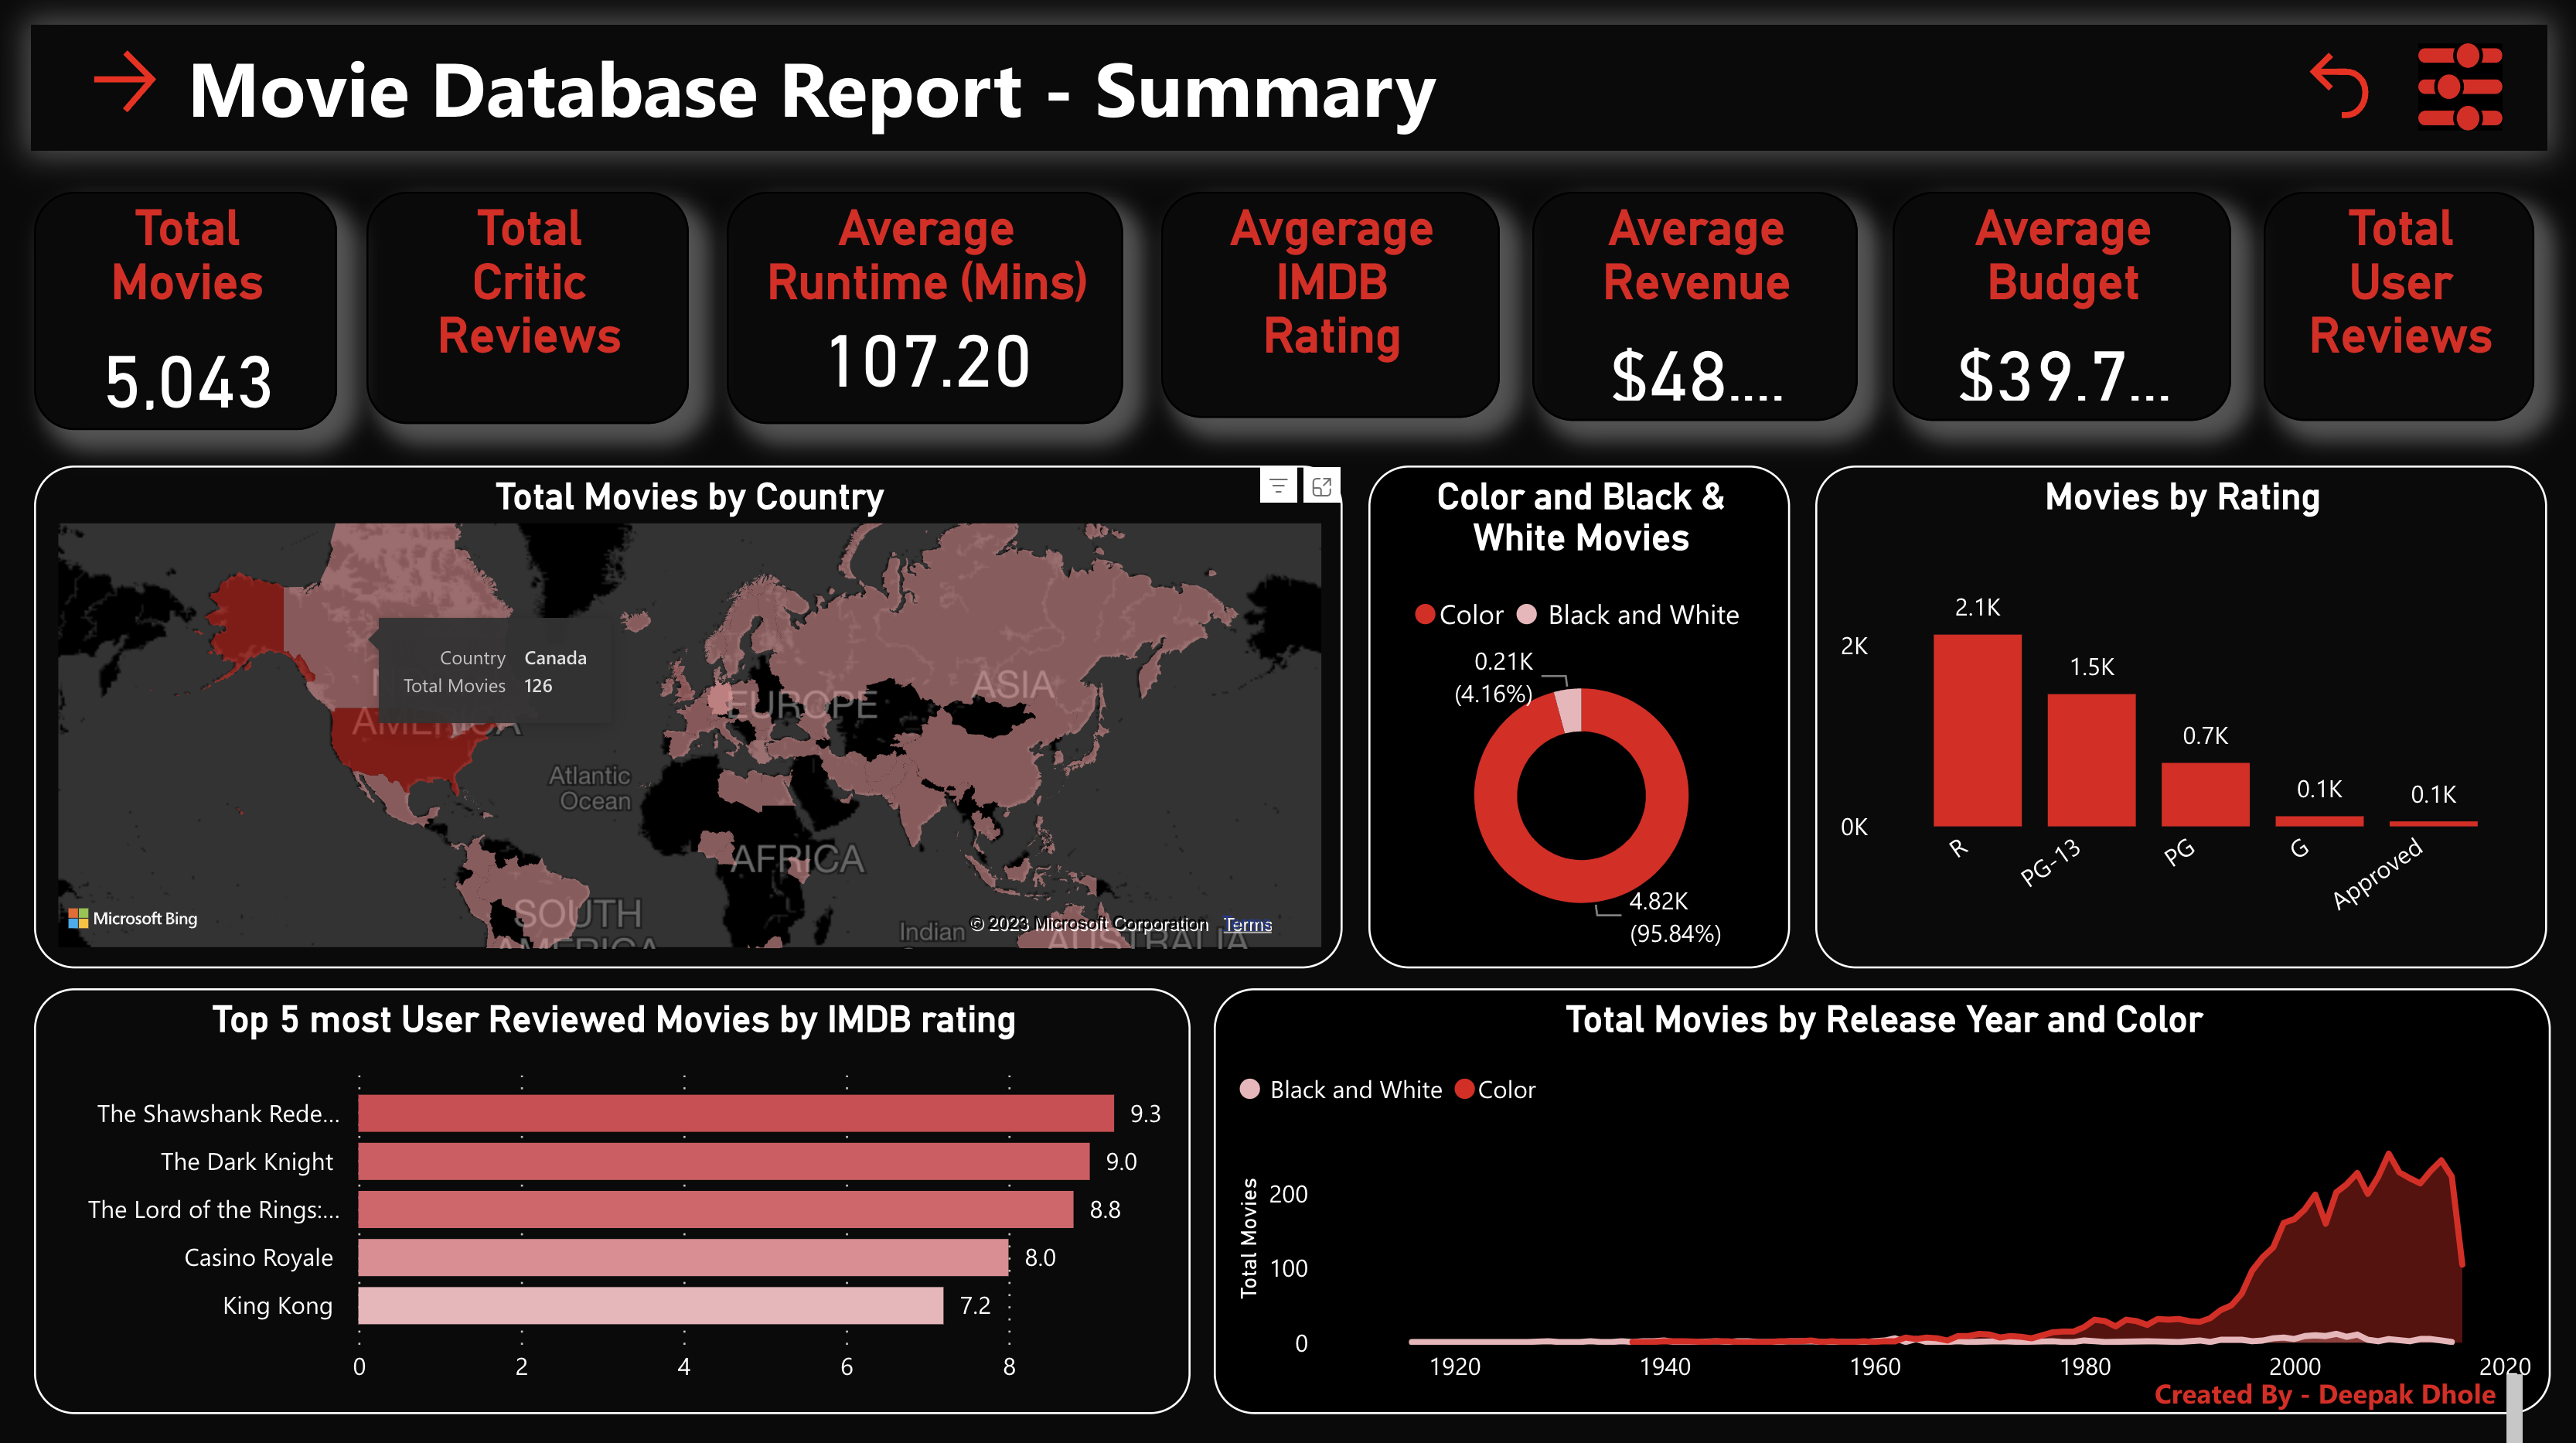 Movie Database Report - Summary
Total
Movies
5,043
Total
Critic
Reviews
Average
Runtime (Mins)
107.20
Avgerage
IMDB
Rating
Average
Revenue
$48....
Average
Budget
$39.7...
Total
User
Reviews
Total Movies by Country
Country Canada
Total Movies 126
AMERICA
EUROPE
ASIA
Atlantic
Ocean
AFRICA
SOUTH
AMERICA
Indian
AUSTRALIA
Microsoft Bing
© 2023 Microsoft Corporation Terms
Color and Black &
White Movies
Color Black and White
0.21K
(4.16%)
4.82K
(95.84%)
Movies by Rating
2K
0K
2.1K
1.5K
0.7K
0.1K
0.1K
R
PG-13
PG
G
Approved
Top 5 most User Reviewed Movies by IMDB rating
The Shawshank Rede... 9.3
The Dark Knight 9.0
The Lord of the Rings:... 8.8
Casino Royale 8.0
King Kong 7.2
0 2 4 6 8
Total Movies by Release Year and Color
Black and White Color
Total Movies
200
100
0
1920 1940 1960 1980 2000 2020
Created By - Deepak Dhole